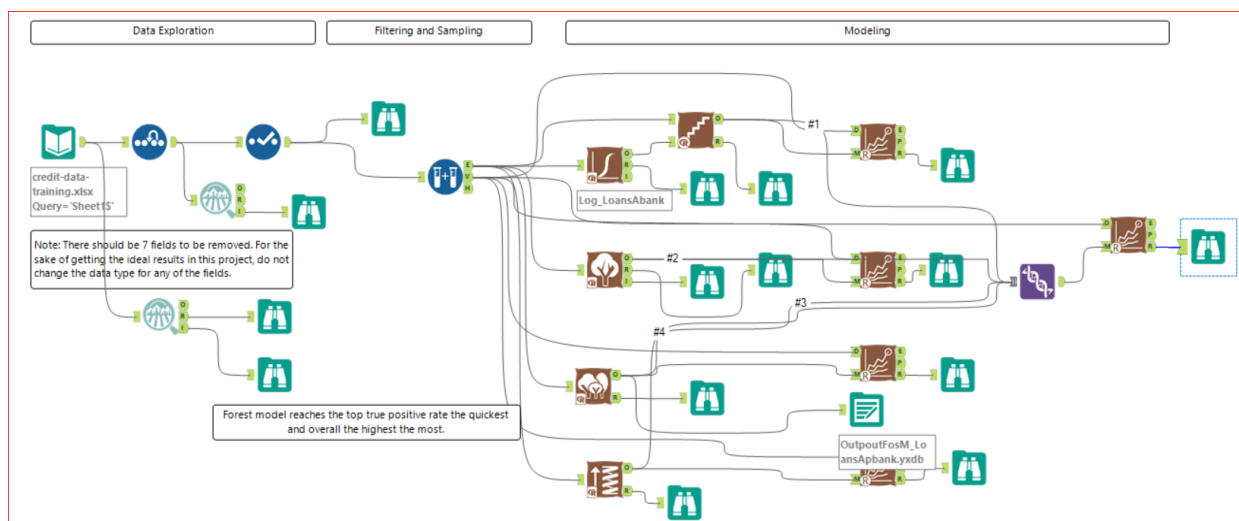 Data Exploration
Filtering and Sampling
Modeling
credit-data-
training.xlsx
Query=`Sheet1$`
Note: There should be 7 fields to be removed. For the
sake of getting the ideal results in this project, do not
change the data type for any of the fields.
O
R
I
O
R
I
E
V
H
O
R
I
Log_LoansAbank
O
R
#1
D
M
R
E
P
R
O
R
I
#2
D
M
R
E
P
R
#3
#4
D
M
R
E
P
R
O
R
D
M
R
E
P
R
Forest model reaches the top true positive rate the quickest
and overall the highest the most.
OutpoutFosM_Lo
ansApbank.yxdb
O
R
M
R